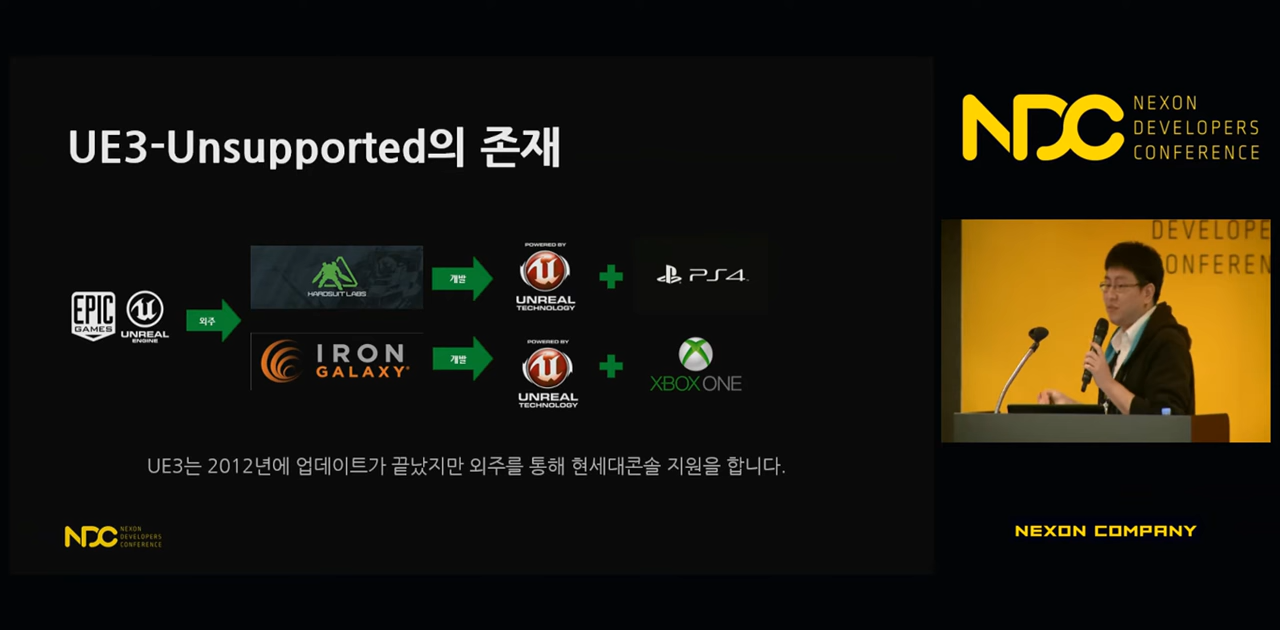 UE3-Unsupported의 존재
EPIC
GAMES
UNREAL
ENGINE
외주
HARDSUIT LABS
개발
POWERED BY
UNREAL
TECHNOLOGY
PS4
IRON
GALAXY
개발
POWERED BY
UNREAL
TECHNOLOGY
XBOX ONE
UE3는 2012년에 업데이트가 끝났지만 외주를 통해 현세대콘솔 지원을 합니다.
NDC
NEXON
DEVELOPERS
CONFERENCE
NDC
NEXON
DEVELOPERS
CONFERENCE
DEVELOPE
ONFEREN
NEXON COMPANY